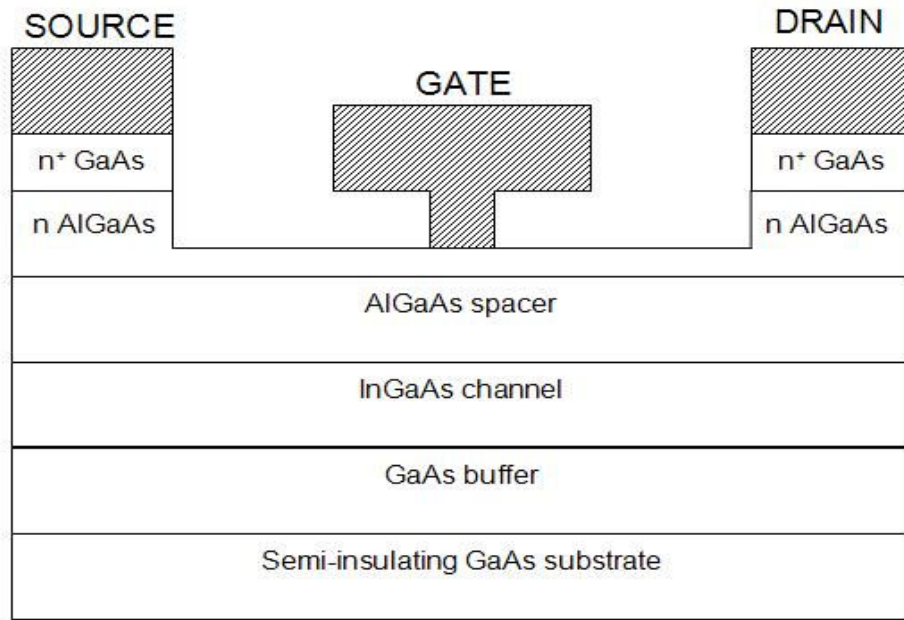 SOURCE
DRAIN
GATE
n⁺ GaAs
n⁺ GaAs
n AlGaAs
n AlGaAs
AlGaAs spacer
InGaAs channel
GaAs buffer
Semi-insulating GaAs substrate